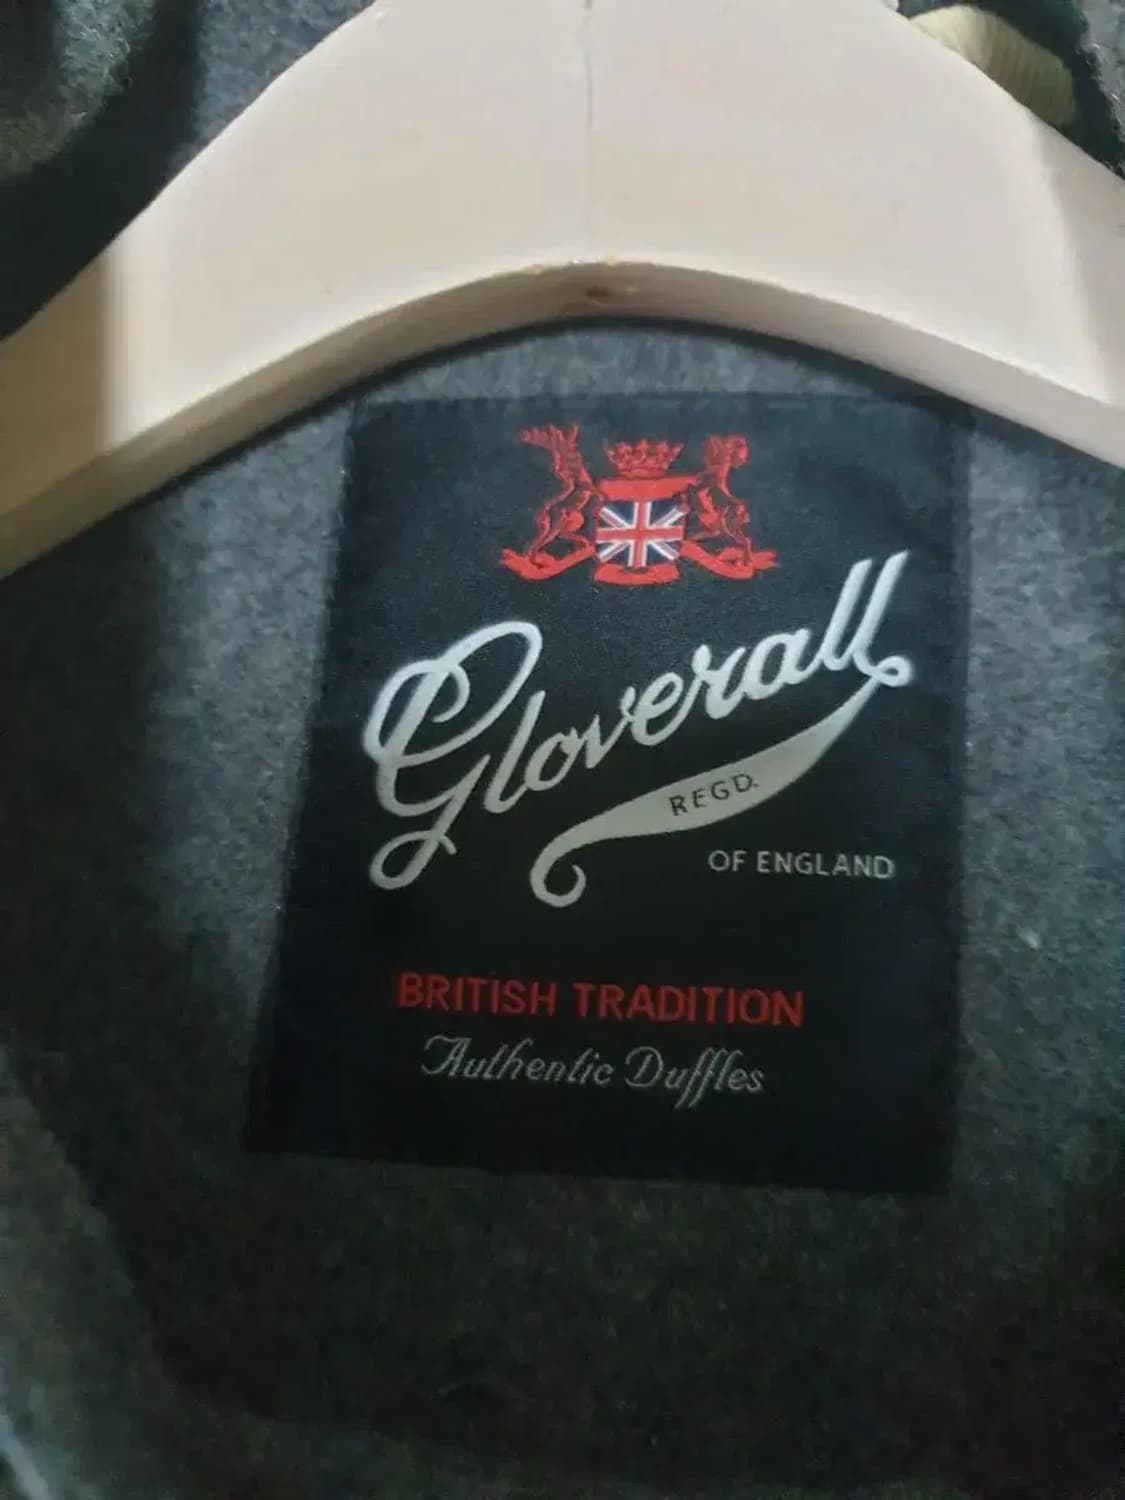 Gloverall
REGD.
OF ENGLAND
BRITISH TRADITION
Authentic Duffles